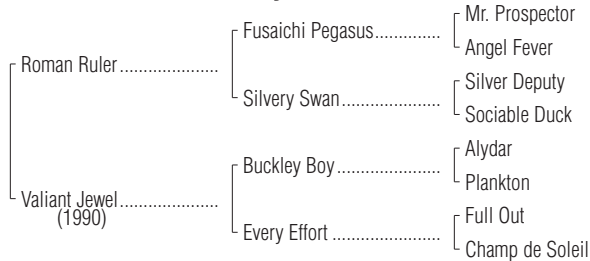 Mr. Prospector
Fusaichi Pegasus..............
Angel Fever
Roman Ruler.....................
Silver Deputy
Silvery Swan.....................
Sociable Duck
Alydar
Buckley Boy......................
Plankton
Valiant Jewel.....................
(1990)
Full Out
Every Effort.......................
Champ de Soleil